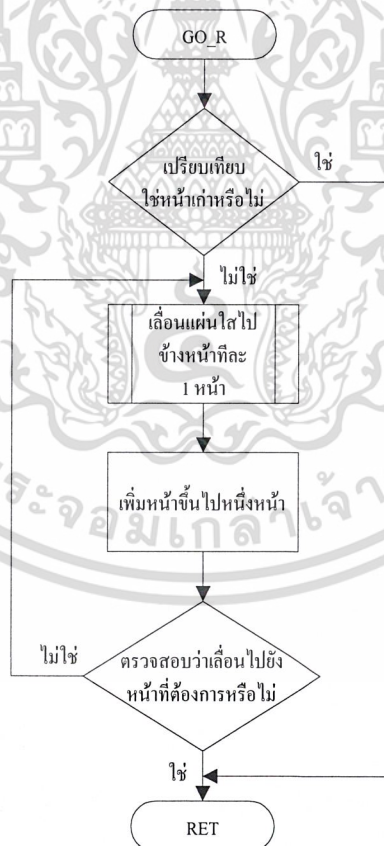 GO_R
เปรียบเทียบ
ใช่หน้าเก่าหรือไม่
ใช่
ไม่ใช่
เลื่อนแผ่นใสไป
ข้างหน้าทีละ
1 หน้า
เพิ่มหน้าขึ้นไปหนึ่งหน้า
ไม่ใช่
ตรวจสอบว่าเลื่อนไปยัง
หน้าที่ต้องการหรือไม่
ใช่
RET